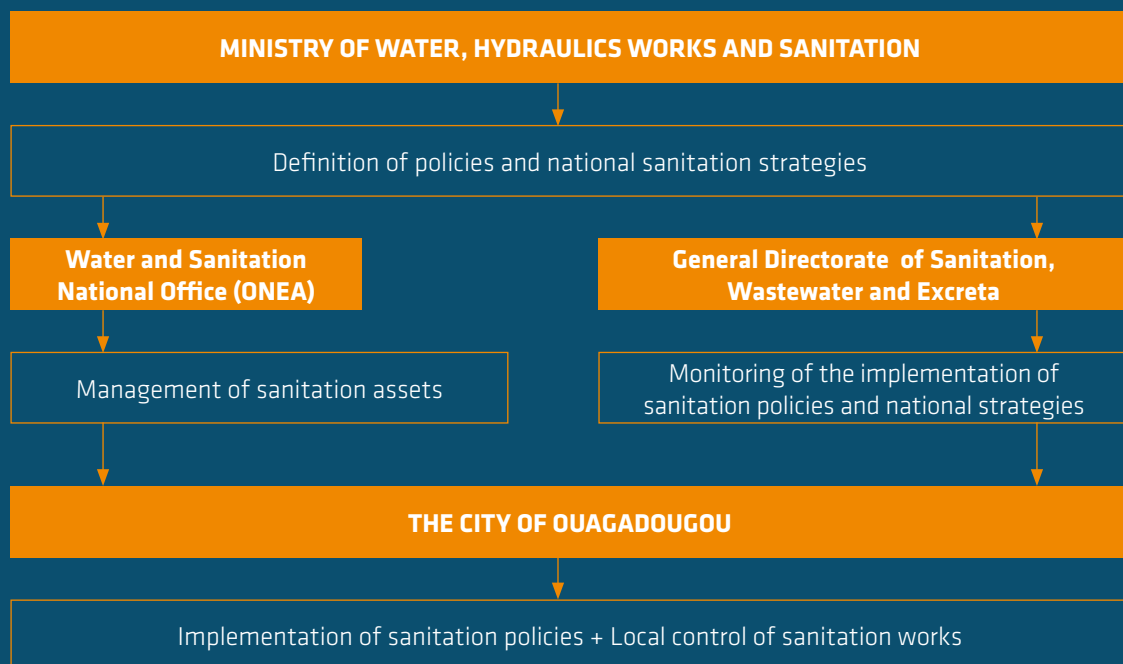 MINISTRY OF WATER, HYDRAULICS WORKS AND SANITATION
Definition of policies and national sanitation strategies
Water and Sanitation
National Office (ONEA)
General Directorate of Sanitation,
Wastewater and Excreta
Management of sanitation assets
Monitoring of the implementation of
sanitation policies and national strategies
THE CITY OF OUAGADOUGOU
Implementation of sanitation policies + Local control of sanitation works